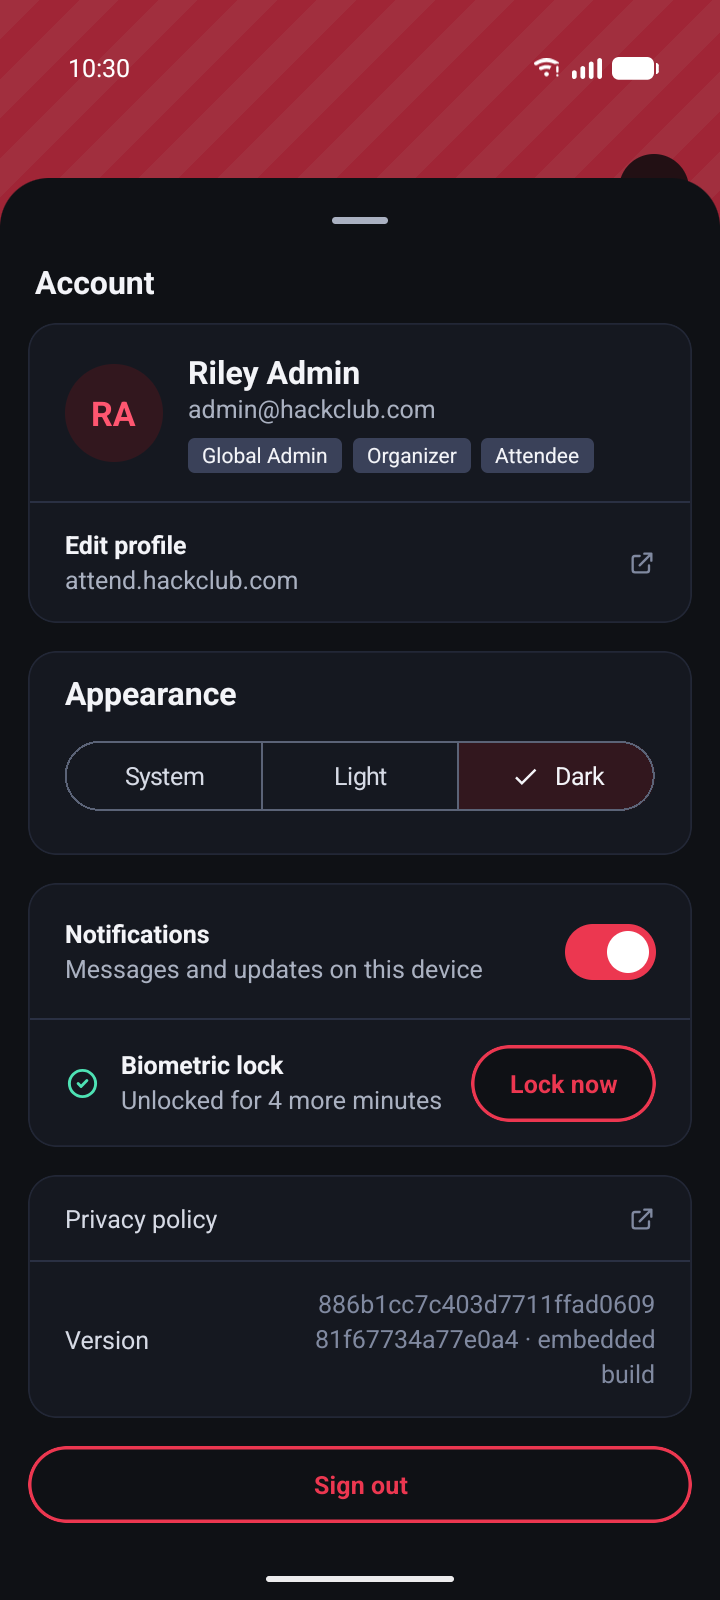 10:30
Account
RA
Riley Admin
admin@hackclub.com
Global Admin
Organizer
Attendee
Edit profile
attend.hackclub.com
Appearance
System
Light
Dark
Notifications
Messages and updates on this device
Biometric lock
Unlocked for 4 more minutes
Lock now
Privacy policy
Version
886b1cc7c403d7711ffad0609
81f67734a77e0a4 · embedded
build
Sign out